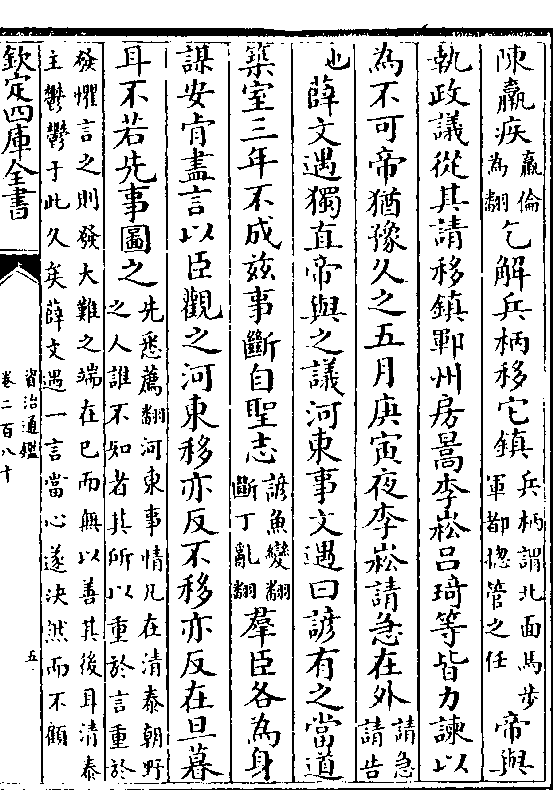 陳羸疾羸倫為翻乞解兵柄移它鎮兵柄謂北面馬步軍都揔管之任帝與
執政議從其請移鎮鄆州房暠李崧吕琦等皆力諫以
為不可帝猶豫久之五月庚寅夜李崧請急在外請急請告
也薛文遇獨直帝與之議河東事文遇曰諺有之當道
築室三年不成兹事斷自聖志諺魚變翻斷丁亂翻羣臣各為身
謀安肯盡言以臣觀之河東移亦反不移亦反在旦暮
耳不若先事圖之先悉薦翻河東事情凡在清泰朝野之人誰不知者其所以重於言重於
發懼言之則發大難之端在已而無以善其後耳清泰
主鬱鬱于此久矣薛文遇一言當心遂決然而不顧
欽定四庫全書
資治通鑑
卷二百八十
五